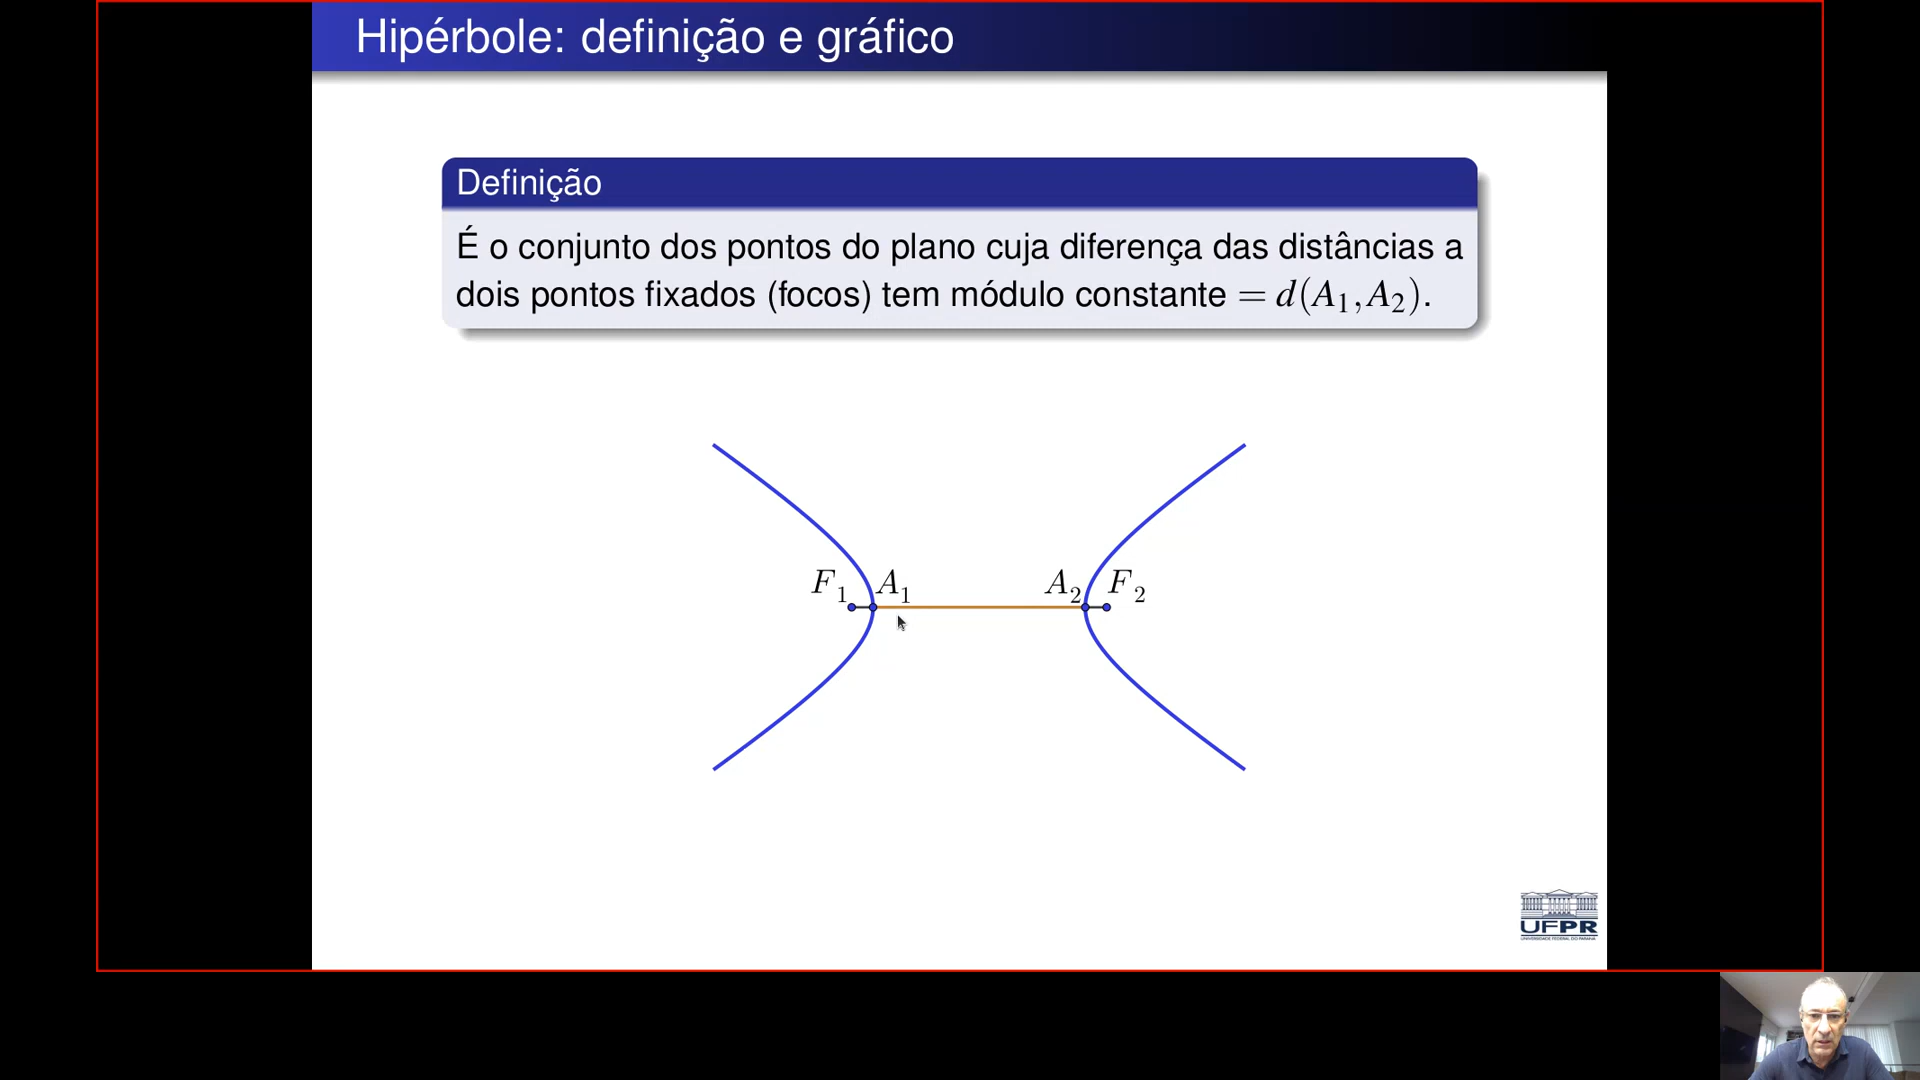 Hipérbole: definição e gráfico
Definição
É o conjunto dos pontos do plano cuja diferença das distâncias a
dois pontos fixados (focos) tem módulo constante = d(A₁,A₂).
F₁ A₁ A₂ F₂
UFPR
UNIVERSIDADE FEDERAL DO PARANÁ